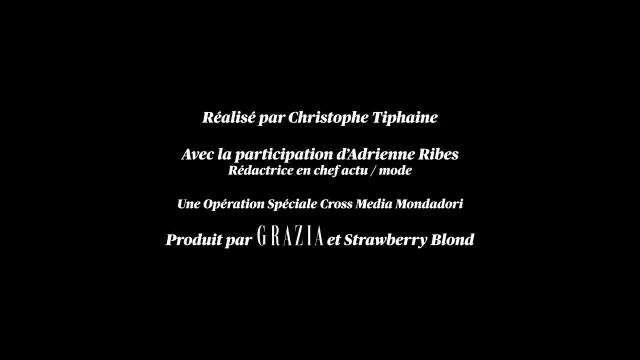 Réalisé par Christophe Tiphaine
Avec la participation d'Adrienne Ribes
Rédactrice en chef actu / mode
Une Opération Spéciale Cross Media Mondadori
Produit par GRAZIA et Strawberry Blond